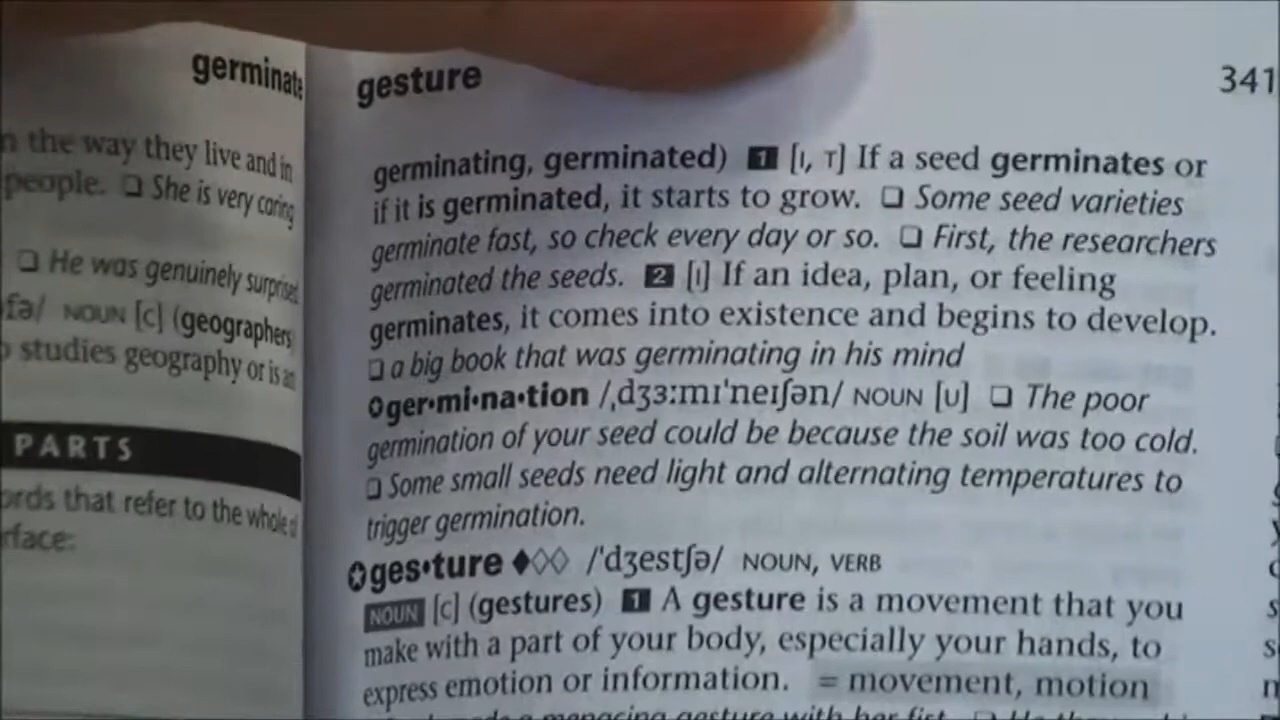 germinate
n the way they live and in
people. ❑ She is very caring
❑ He was genuinely surprised
fə/ NOUN [C] (geographers
o studies geography or is an
PARTS
ords that refer to the whole of
rface:
gesture 341
germinating, germinated) 1 [I, T] If a seed germinates or
if it is germinated, it starts to grow. ❑ Some seed varieties
germinate fast, so check every day or so. ❑ First, the researchers
germinated the seeds. 2 [I] If an idea, plan, or feeling
germinates, it comes into existence and begins to develop.
❑ a big book that was germinating in his mind
✪ger•mi•na•tion /ˌdʒɜːmɪˈneɪʃən/ NOUN [U] ❑ The poor
germination of your seed could be because the soil was too cold.
❑ Some small seeds need light and alternating temperatures to
trigger germination.
✪ges•ture ◆◇◇ /ˈdʒestʃə/ NOUN, VERB
NOUN [C] (gestures) 1 A gesture is a movement that you
make with a part of your body, especially your hands, to
express emotion or information. = movement, motion
a menacing gesture with her fist. ❑ He